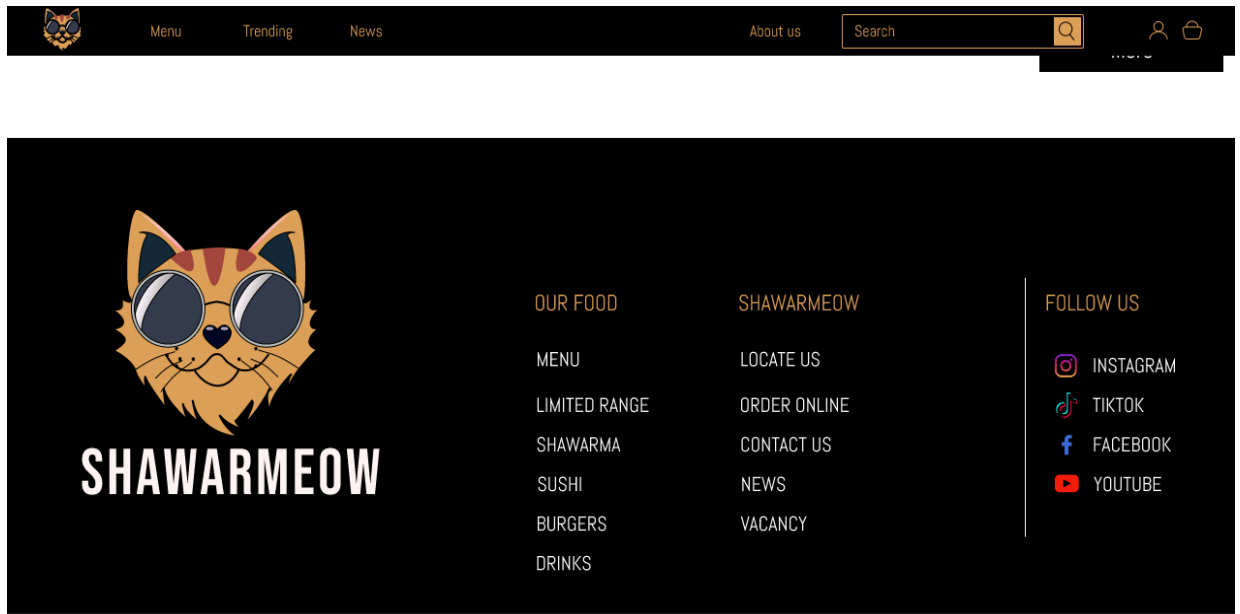 Menu Trending News About us Search
SHAWARMEOW
OUR FOOD
MENU
LIMITED RANGE
SHAWARMA
SUSHI
BURGERS
DRINKS
SHAWARMEOW
LOCATE US
ORDER ONLINE
CONTACT US
NEWS
VACANCY
FOLLOW US
INSTAGRAM
TIKTOK
FACEBOOK
YOUTUBE